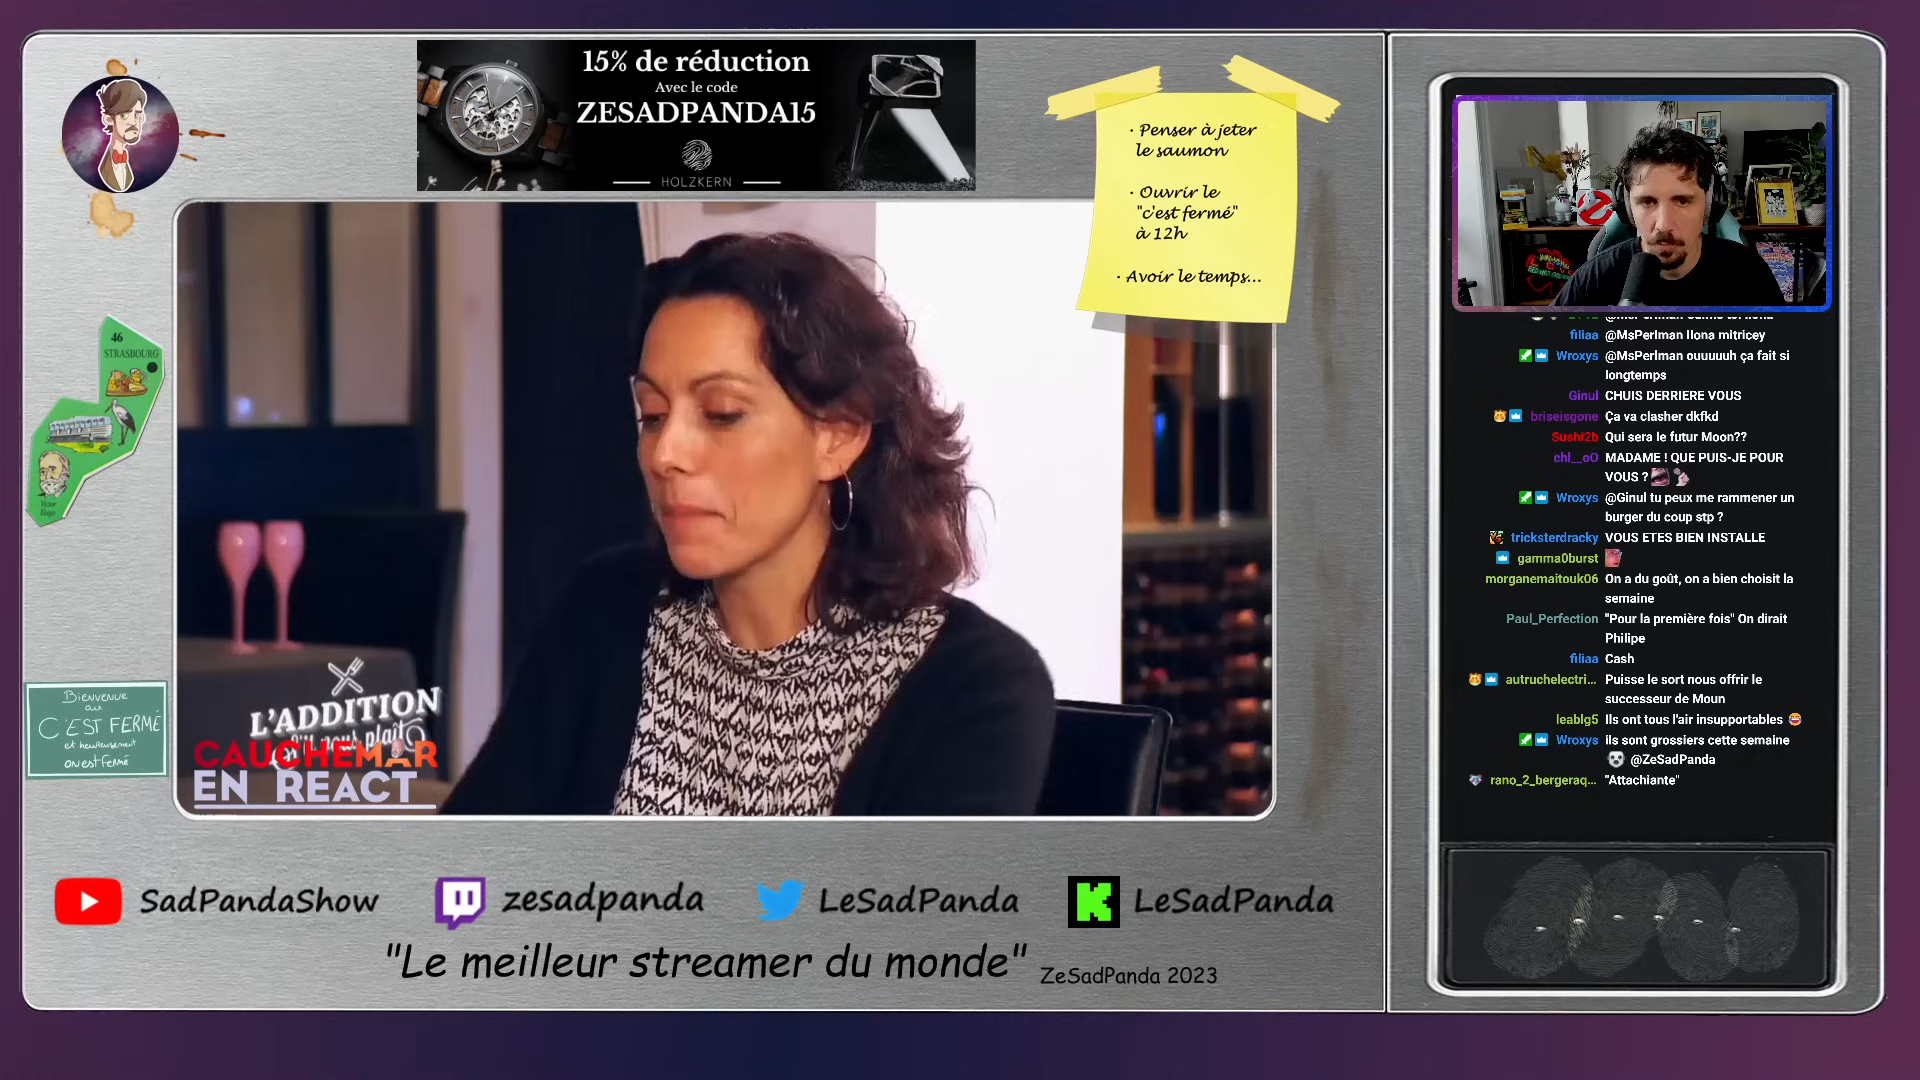 15% de réduction
Avec le code
ZESADPANDA15
HOLZKERN
· Penser à jeter
le saumon
· Ouvrir le
"c'est fermé"
à 12h
· Avoir le temps...
46
STRASBOURG
Victor
Hugo
Bienvenue
au
C'EST FERMÉ
et heureusement
on est fermé
L'ADDITION
s'il vous plaît
CAUCHEMAR
EN REACT
filiaa @MsPerlman Ilona mitricey
Wroxys @MsPerlman ouuuuuh ça fait si
longtemps
Ginul CHUIS DERRIERE VOUS
briseisgone Ça va clasher dkfkd
Sushi2b Qui sera le futur Moon??
chl__oO MADAME ! QUE PUIS-JE POUR
VOUS ?
Wroxys @Ginul tu peux me rammener un
burger du coup stp ?
tricksterdracky VOUS ETES BIEN INSTALLE
gamma0burst
morganemaitouk06 On a du goût, on a bien choisit la
semaine
Paul_Perfection "Pour la première fois" On dirait
Philipe
filiaa Cash
autruchelectri... Puisse le sort nous offrir le
successeur de Moun
leablg5 Ils ont tous l'air insupportables
Wroxys ils sont grossiers cette semaine
@ZeSadPanda
rano_2_bergeraq... "Attachiante"
SadPandaShow
zesadpanda
LeSadPanda
LeSadPanda
"Le meilleur streamer du monde"
ZeSadPanda 2023